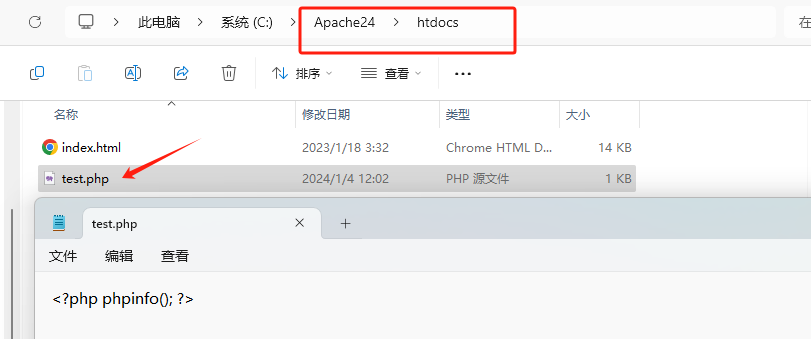 此电脑 > 系统 (C:) > Apache24 > htdocs 在
排序 查看 ...
名称 修改日期 类型 大小
index.html 2023/1/18 3:32 Chrome HTML D... 14 KB
test.php 2024/1/4 12:02 PHP 源文件 1 KB
test.php
文件 编辑 查看
<?php phpinfo(); ?>